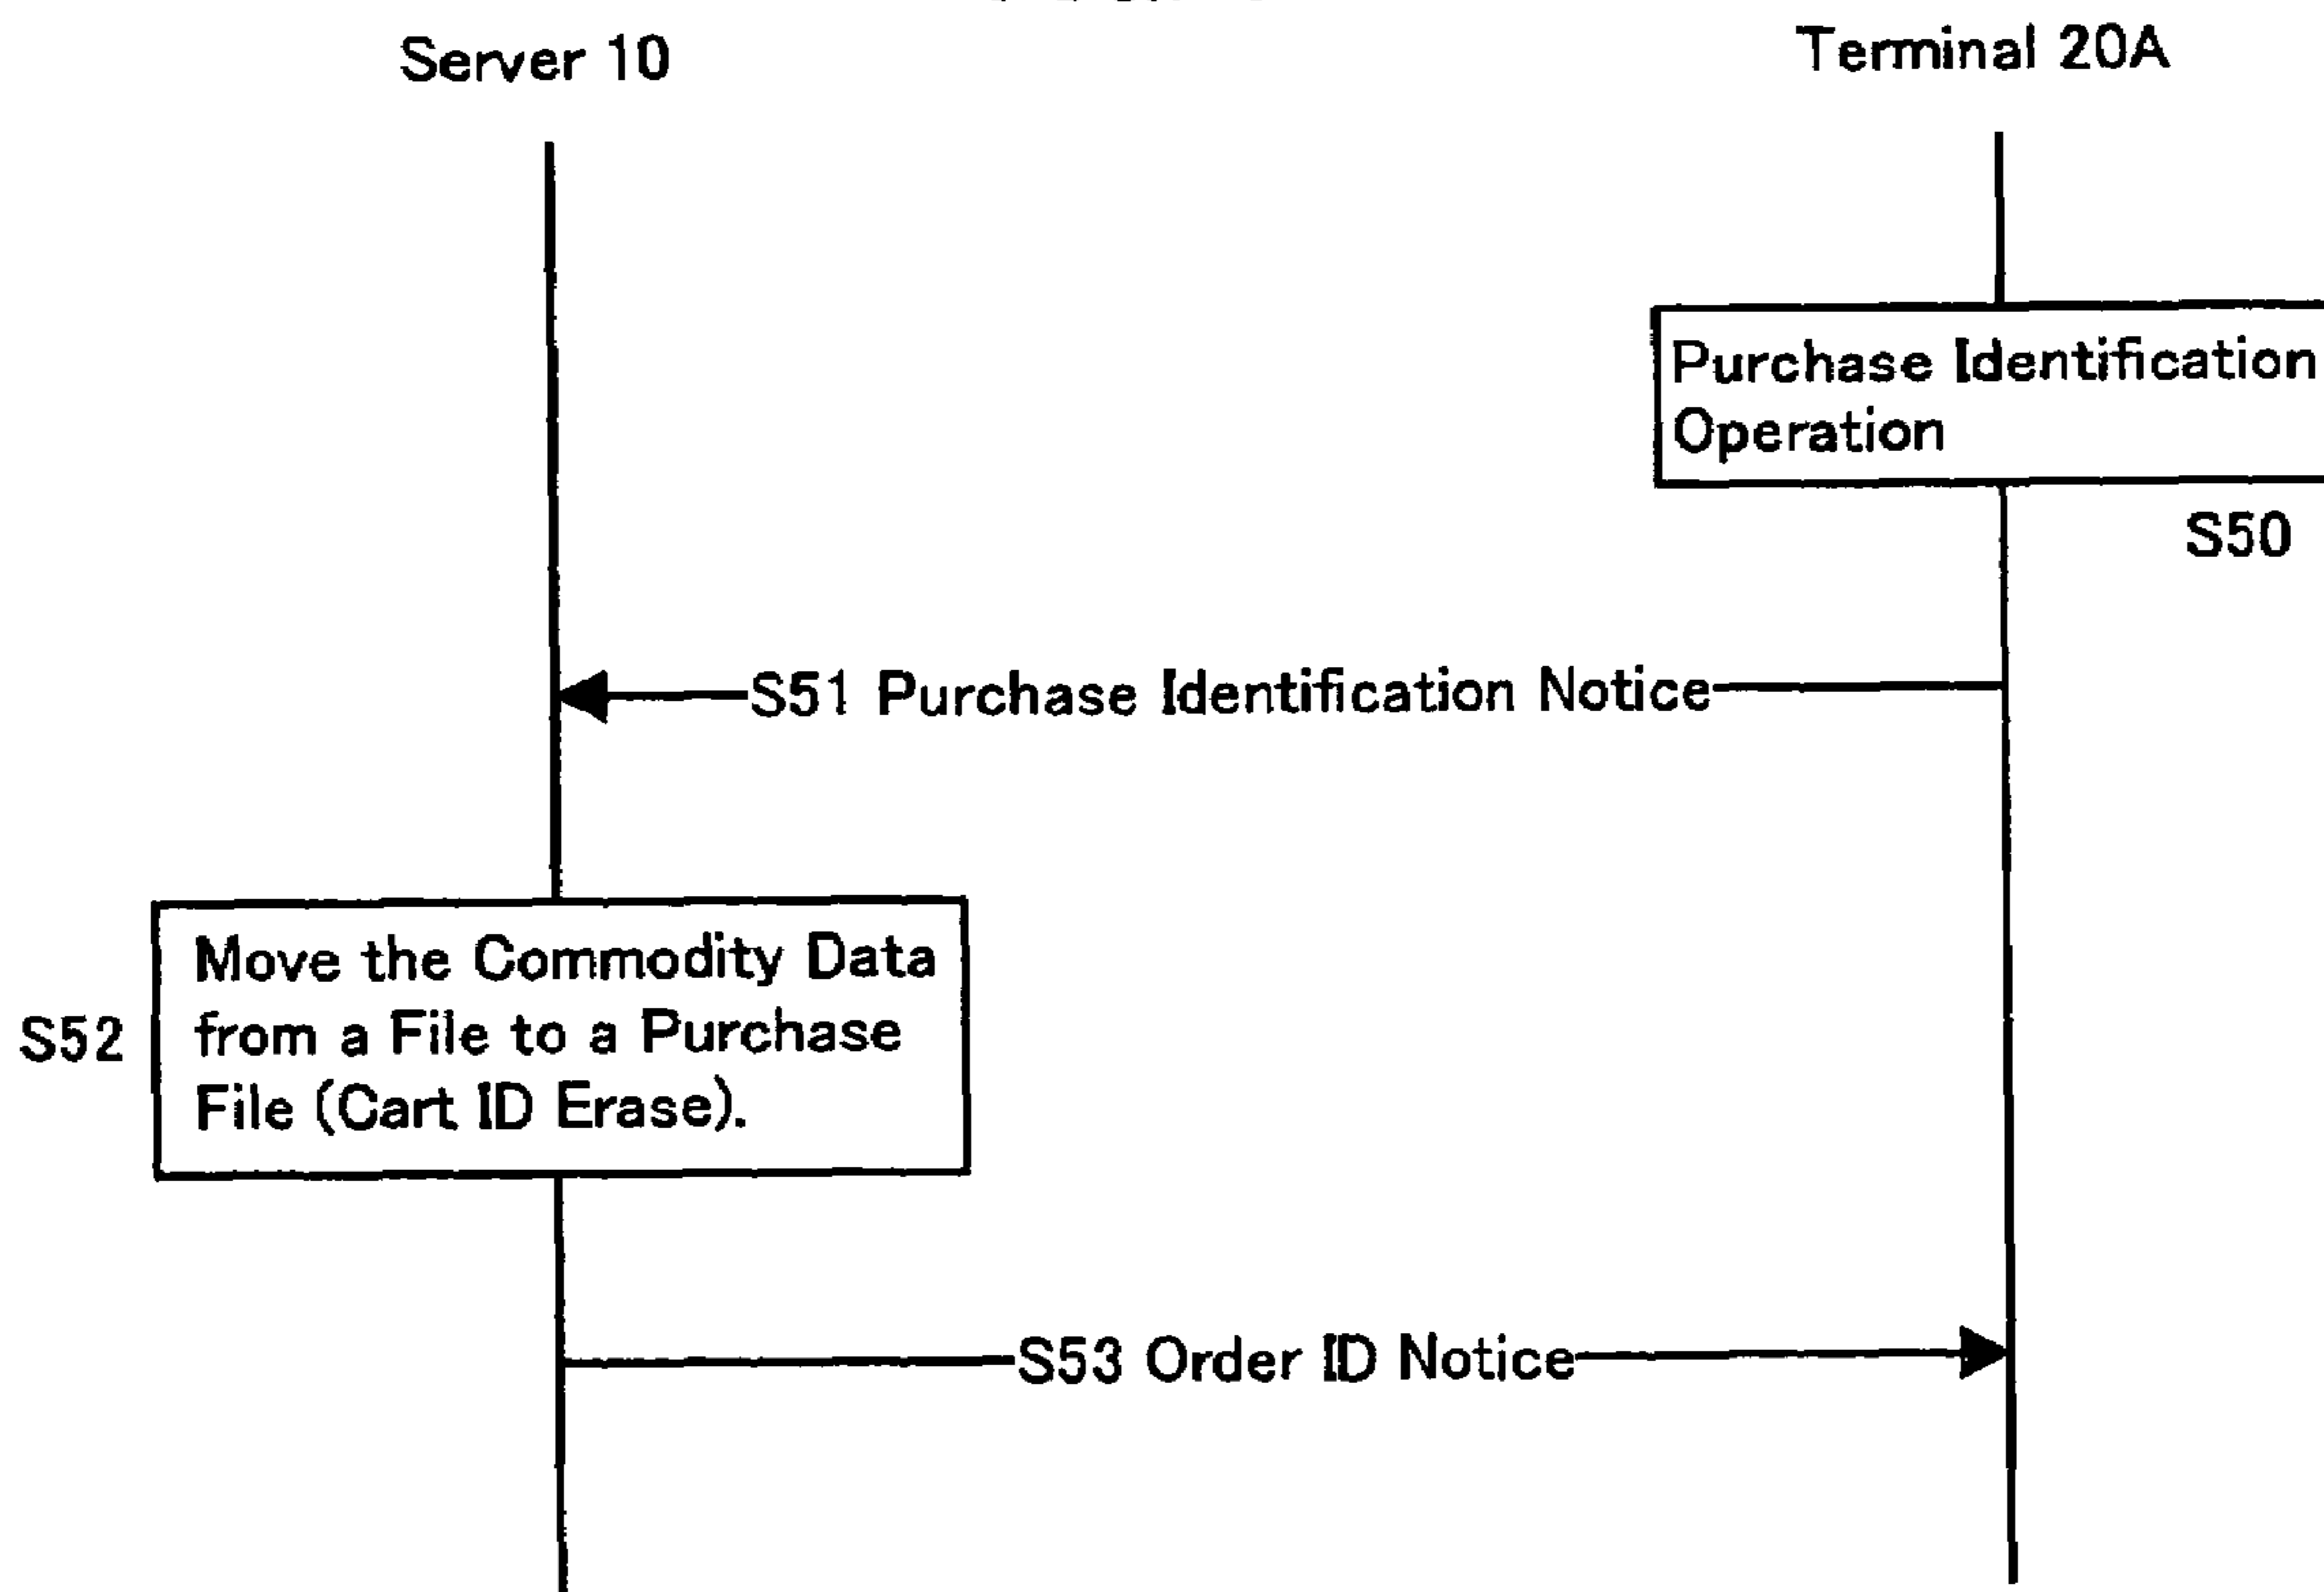 Server 10
Terminal 20A
Purchase Identification
Operation
S50
S51 Purchase Identification Notice
Move the Commodity Data
from a File to a Purchase
File (Cart ID Erase).
S52
S53 Order ID Notice